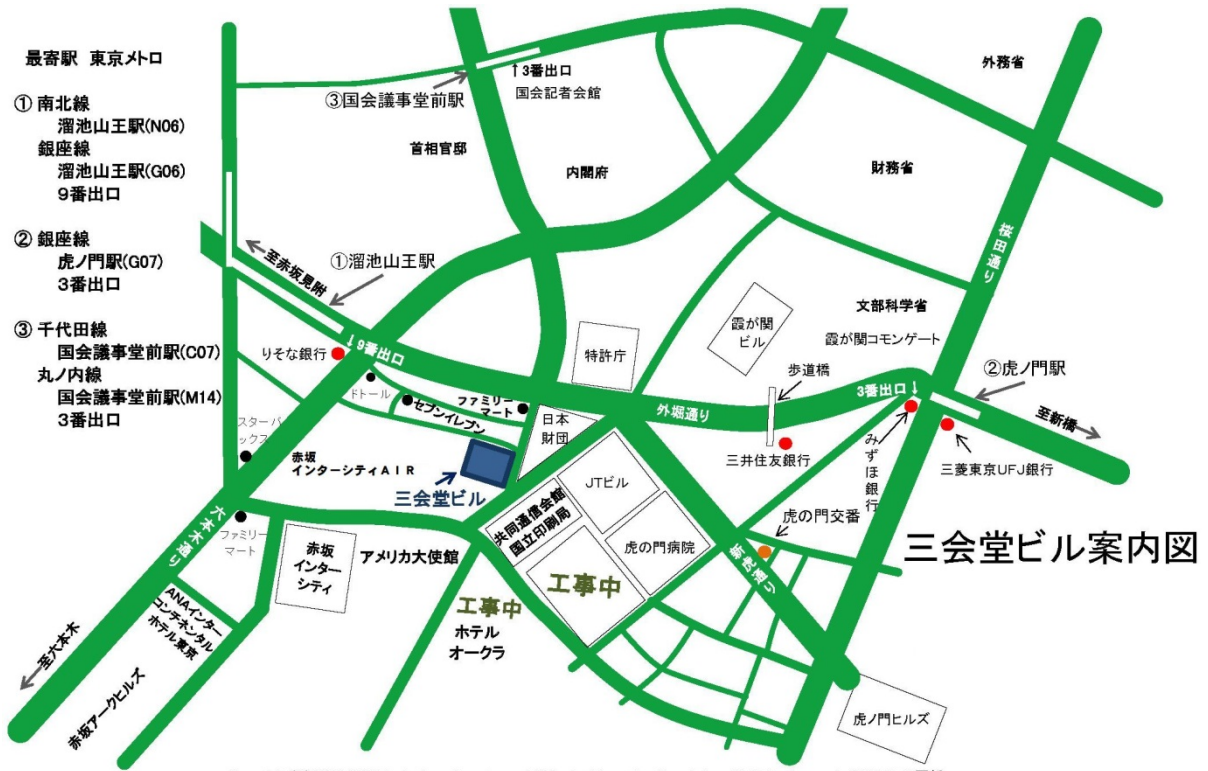 最寄駅 東京メトロ
① 南北線
溜池山王駅(N06)
銀座線
溜池山王駅(G06)
9番出口
② 銀座線
虎ノ門駅(G07)
3番出口
③ 千代田線
国会議事堂前駅(C07)
丸ノ内線
国会議事堂前駅(M14)
3番出口
↑3番出口
国会記者会館
③国会議事堂前駅
外務省
首相官邸
内閣府
財務省
桜田通り
至赤坂見附
①溜池山王駅
文部科学省
霞が関コモンゲート
霞が関
ビル
特許庁
歩道橋
②虎ノ門駅
3番出口↓
至新橋
↓9番出口
りそな銀行
ドトール
セブンイレブン
ファミリー
マート
日本
財団
外堀通り
三井住友銀行
みずほ銀行
三菱東京UFJ銀行
スターバ
ックス
赤坂
インターシティAIR
三会堂ビル
JTビル
共同通信会館
国立印刷局
虎の門病院
虎の門交番
新虎通り
三会堂ビル案内図
六本木通り
ファミリー
マート
赤坂
インター
シティ
アメリカ大使館
工事中
工事中
ホテル
オークラ
ANAインター
コンチネンタル
ホテル東京
至六本木
赤坂アークヒルズ
虎ノ門ヒルズ